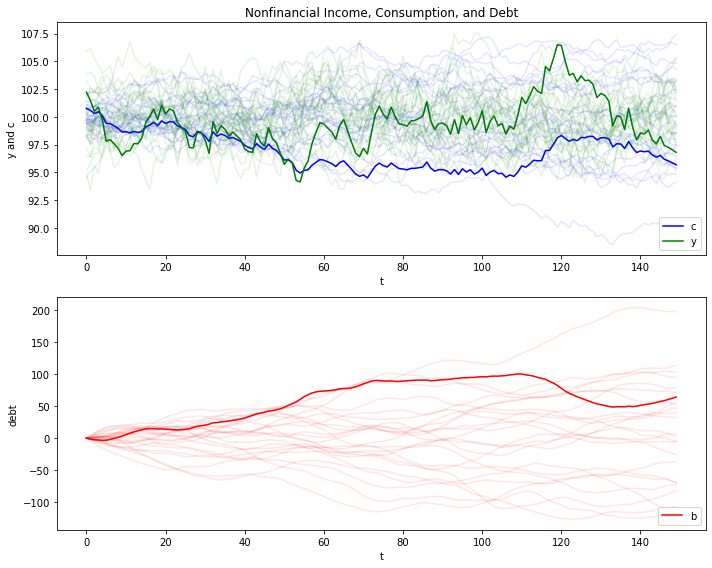 Nonfinancial Income, Consumption, and Debt
107.5
105.0
102.5
100.0
97.5
95.0
92.5
90.0
y and c
c
y
0 20 40 60 80 100 120 140
t
200
150
100
50
0
−50
−100
debt
b
0 20 40 60 80 100 120 140
t